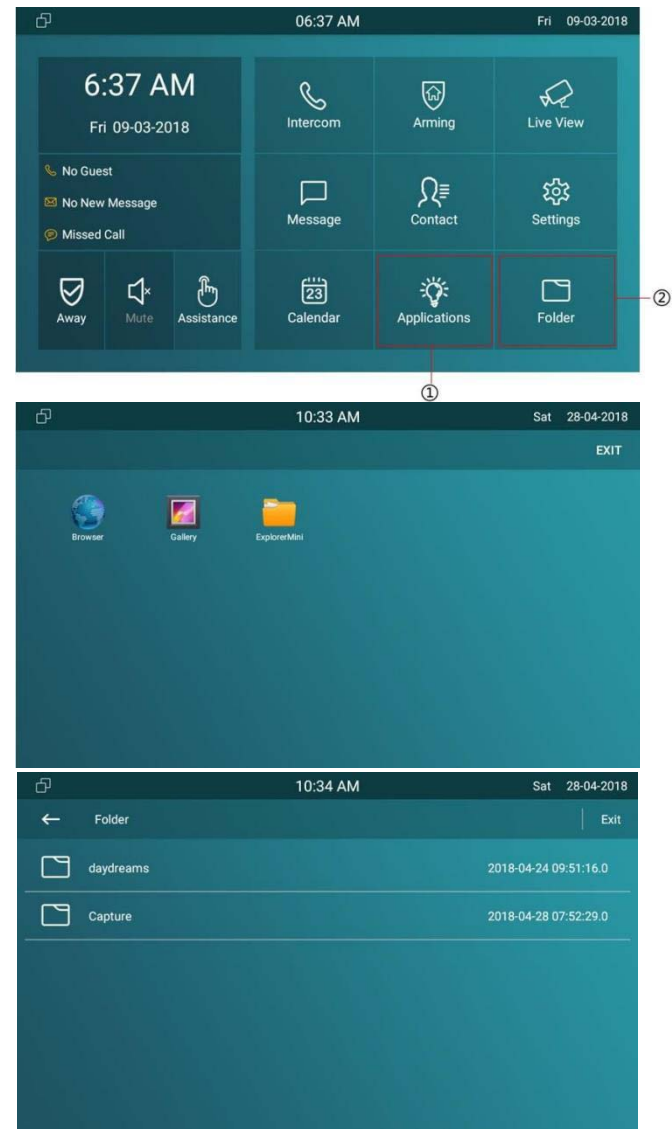 06:37 AM Fri 09-03-2018
6:37 AM
Fri 09-03-2018
No Guest
No New Message
Missed Call
Away Mute Assistance
Intercom Arming Live View
Message Contact Settings
23
Calendar Applications Folder
②
①
10:33 AM Sat 28-04-2018
EXIT
Browser Gallery ExplorerMini
10:34 AM Sat 28-04-2018
Folder Exit
daydreams 2018-04-24 09:51:16.0
Capture 2018-04-28 07:52:29.0